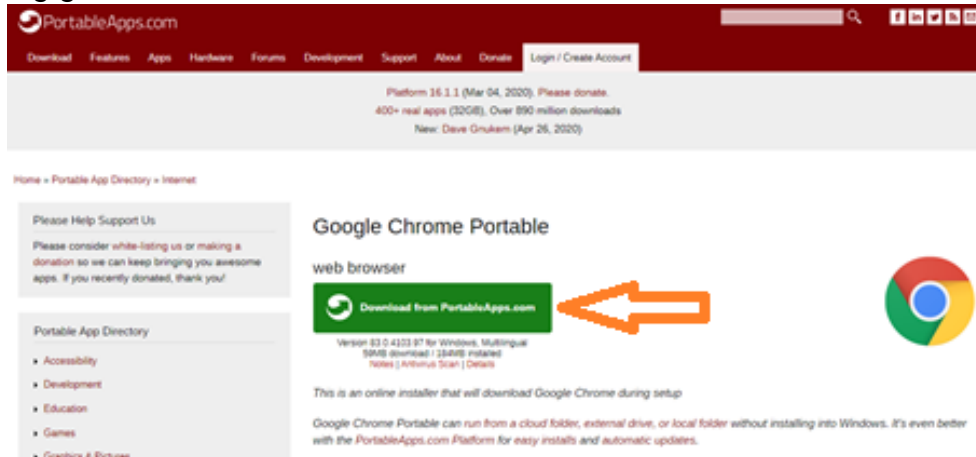 PortableApps.com
Download Features Apps Hardware Forums Development Support About Donate Login / Create Account
Platform 16.1.1 (Mar 04, 2020). Please donate.
400+ real apps (32GB), Over 890 million downloads
New: Dave Gnukem (Apr 26, 2020)
Home » Portable App Directory » Internet
Please Help Support Us
Please consider white-listing us or making a
donation so we can keep bringing you awesome
apps. If you recently donated, thank you!
Portable App Directory
Accessibility
Development
Education
Games
Graphics & Pictures
Google Chrome Portable
web browser
Download from PortableApps.com
Version 83.0.4103.97 for Windows, Multilingual
59MB download / 184MB installed
Notes | Antivirus Scan | Details
This is an online installer that will download Google Chrome during setup
Google Chrome Portable can run from a cloud folder, external drive, or local folder without installing into Windows. It's even better
with the PortableApps.com Platform for easy installs and automatic updates.